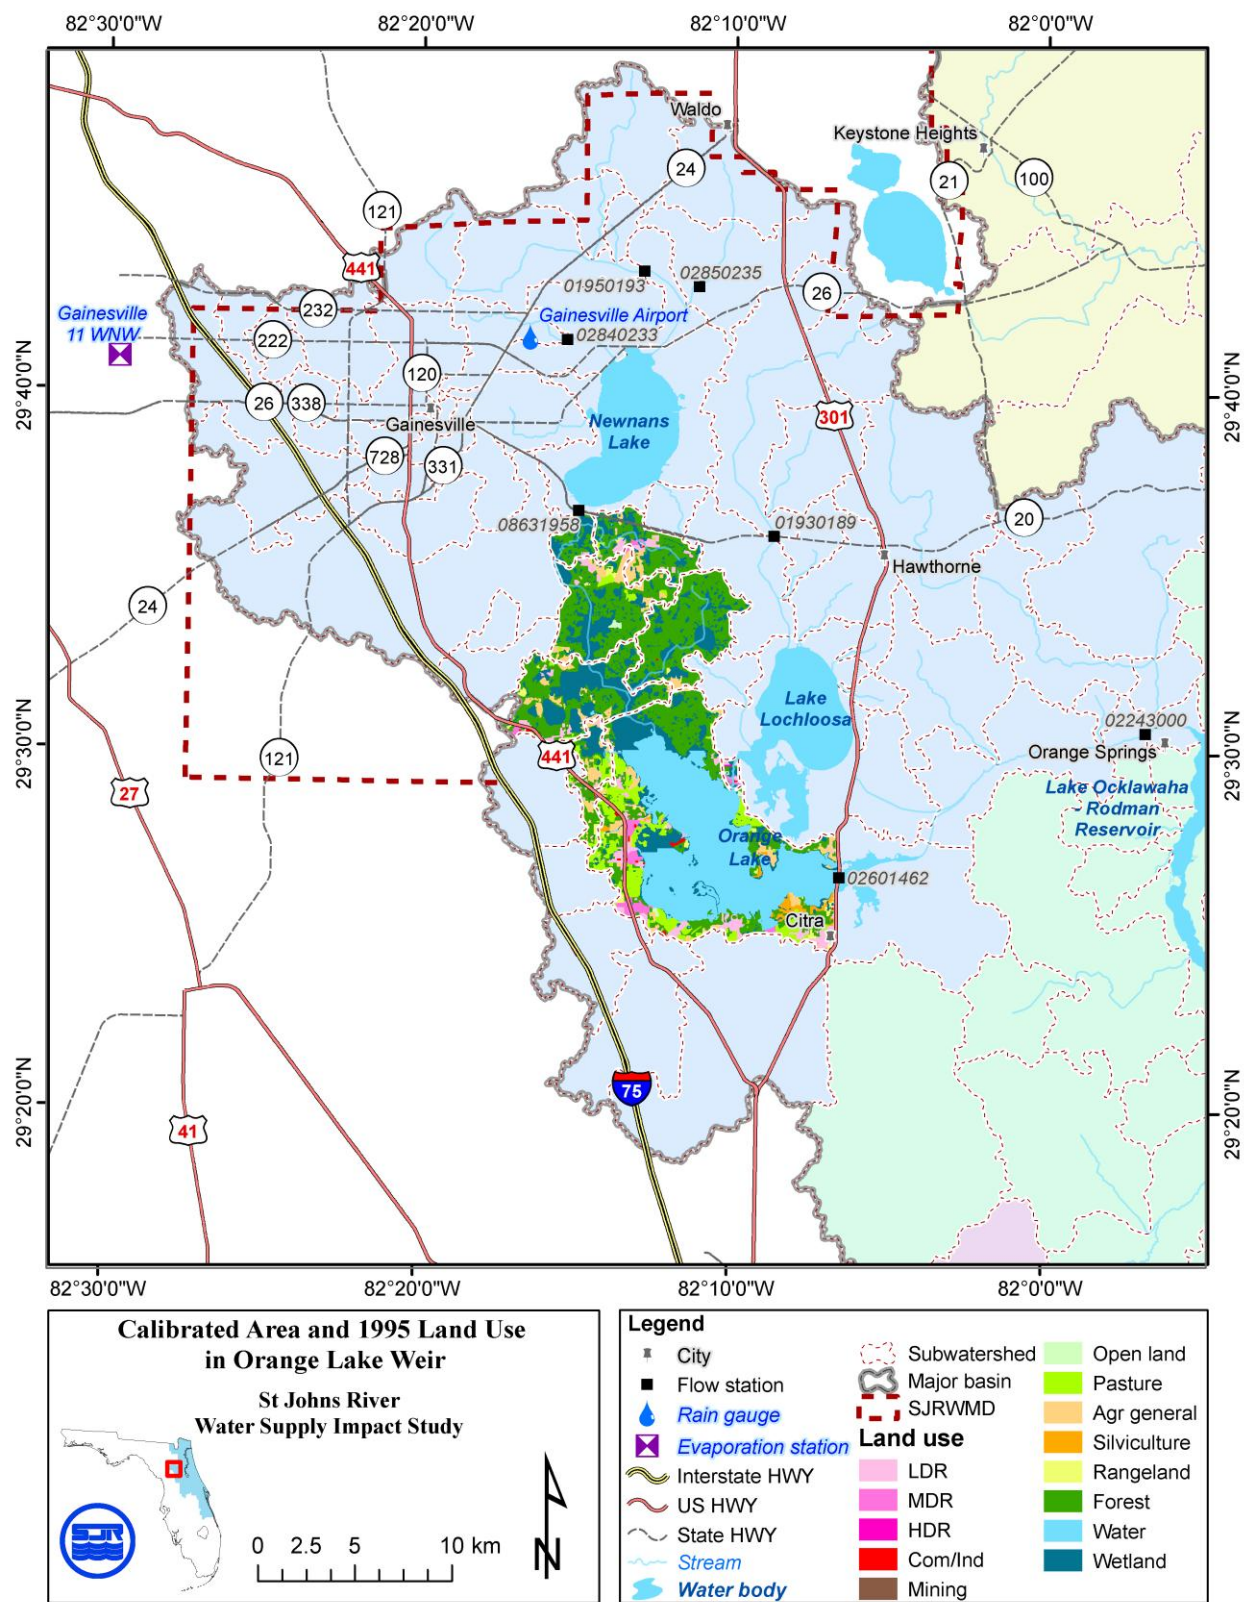 82°30'0"W
82°20'0"W
82°10'0"W
82°0'0"W
Waldo
Keystone Heights
24
21
100
121
441
01950193
02850235
26
232
Gainesville
11 WNW
Gainesville Airport
222
02840233
29°40'0"N
29°40'0"N
120
26
338
301
Gainesville
Newnans
Lake
728
331
08631958
01930189
20
Hawthorne
24
Lake
Lochloosa
02243000
Orange Springs
29°30'0"N
29°30'0"N
441
121
27
Lake Ocklawaha
- Rodman
Reservoir
Orange
Lake
02601462
Citra
75
29°20'0"N
29°20'0"N
41
82°30'0"W
82°20'0"W
82°10'0"W
82°0'0"W
Calibrated Area and 1995 Land Use
in Orange Lake Weir
St Johns River
Water Supply Impact Study
SJR
0 2.5 5 10 km
N
Legend
City
Flow station
Rain gauge
Evaporation station
Interstate HWY
US HWY
State HWY
Stream
Water body
Subwatershed
Major basin
SJRWMD
Land use
LDR
MDR
HDR
Com/Ind
Mining
Open land
Pasture
Agr general
Silviculture
Rangeland
Forest
Water
Wetland